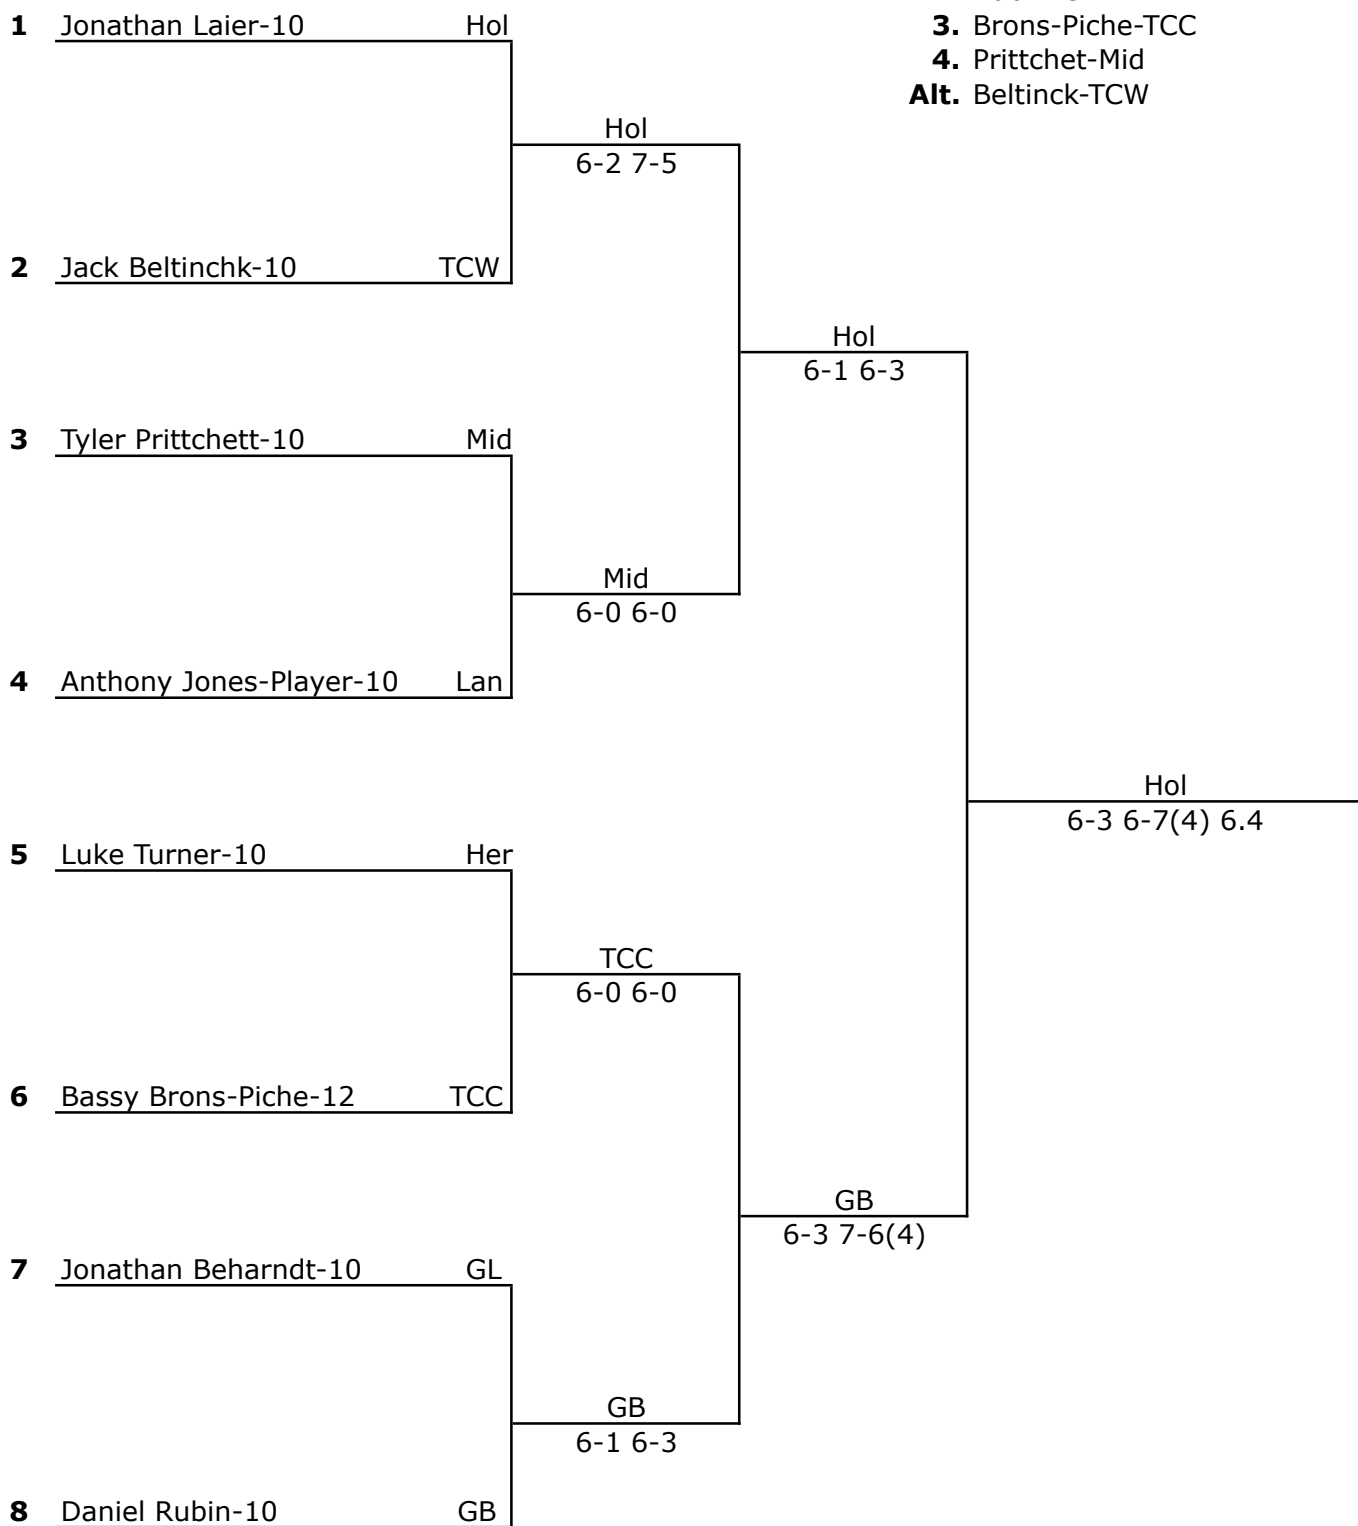 1 Jonathan Laier-10 Hol
3. Brons-Piche-TCC
4. Prittchet-Mid
Alt. Beltinck-TCW
Hol
6-2 7-5
2 Jack Beltinchk-10 TCW
Hol
6-1 6-3
3 Tyler Prittchett-10 Mid
Mid
6-0 6-0
4 Anthony Jones-Player-10 Lan
Hol
6-3 6-7(4) 6.4
5 Luke Turner-10 Her
TCC
6-0 6-0
6 Bassy Brons-Piche-12 TCC
GB
6-3 7-6(4)
7 Jonathan Beharndt-10 GL
GB
6-1 6-3
8 Daniel Rubin-10 GB